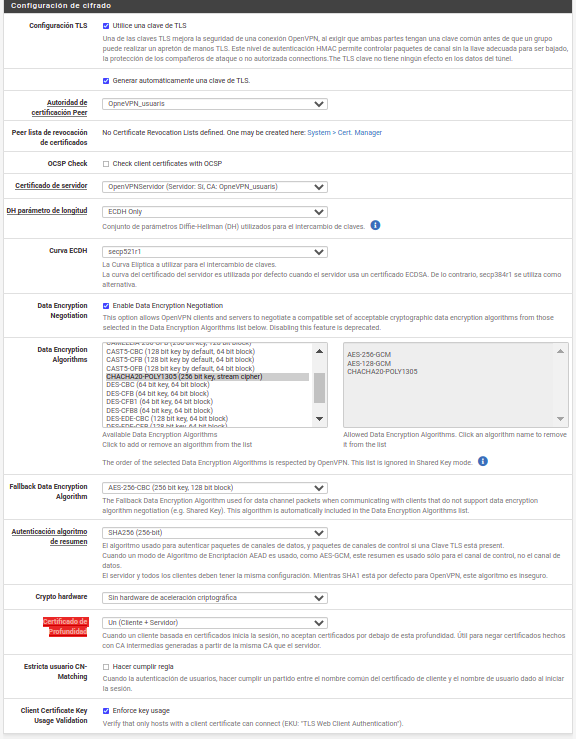 Configuración de cifrado
Configuración TLS
Utilice una clave de TLS
Una de las claves TLS mejora la seguridad de una conexión OpenVPN, al exigir que ambas partes tengan una clave común antes de que un grupo
puede realizar un apretón de manos TLS. Este nivel de autenticación HMAC permite controlar paquetes de canal sin la llave adecuada para ser bajado,
la protección de los compañeros de ataque o no autorizada connections.The TLS clave no tiene ningún efecto en los datos del túnel.
Generar automáticamente una clave de TLS.
Autoridad de
certificación Peer
OpneVPN_usuaris
Peer lista de revocación
de certificados
No Certificate Revocation Lists defined. One may be created here: System > Cert. Manager
OCSP Check
Check client certificates with OCSP
Certificado de servidor
OpenVPNServidor (Servidor: Sí, CA: OpneVPN_usuaris)
DH parámetro de longitud
ECDH Only
Conjunto de parámetros Diffie-Hellman (DH) utilizados para el intercambio de claves.
Curva ECDH
secp521r1
La Curva Elíptica a utilizar para el intercambio de claves.
La curva del certificado del servidor es utilizada por defecto cuando el servidor usa un certificado ECDSA. De lo contrario, secp384r1 se utiliza como
alternativa.
Data Encryption
Negotiation
Enable Data Encryption Negotiation
This option allows OpenVPN clients and servers to negotiate a compatible set of acceptable cryptographic data encryption algorithms from those
selected in the Data Encryption Algorithms list below. Disabling this feature is deprecated.
Data Encryption
Algorithms
CAMELLIA-256-OFB (256 bit key, 128 bit block)
CAST5-CBC (128 bit key by default, 64 bit block)
CAST5-CFB (128 bit key by default, 64 bit block)
CAST5-OFB (128 bit key by default, 64 bit block)
CHACHA20-POLY1305 (256 bit key, stream cipher)
DES-CBC (64 bit key, 64 bit block)
DES-CFB (64 bit key, 64 bit block)
DES-CFB1 (64 bit key, 64 bit block)
DES-CFB8 (64 bit key, 64 bit block)
DES-EDE-CBC (128 bit key, 64 bit block)
DES-EDE-CFB (128 bit key, 64 bit block)
AES-256-GCM
AES-128-GCM
CHACHA20-POLY1305
Available Data Encryption Algorithms
Click to add or remove an algorithm from the list
Allowed Data Encryption Algorithms. Click an algorithm name to remove
it from the list
The order of the selected Data Encryption Algorithms is respected by OpenVPN. This list is ignored in Shared Key mode.
Fallback Data Encryption
Algorithm
AES-256-CBC (256 bit key, 128 bit block)
The Fallback Data Encryption Algorithm used for data channel packets when communicating with clients that do not support data encryption
algorithm negotiation (e.g. Shared Key). This algorithm is automatically included in the Data Encryption Algorithms list.
Autenticación algoritmo
de resumen
SHA256 (256-bit)
El algoritmo usado para autenticar paquetes de canales de datos, y paquetes de canales de control si una Clave TLS está present.
Cuando un modo de Algoritmo de Encriptación AEAD es usado, como AES-GCM, este resumen es usado sólo para el canal de control, no el canal de
datos.
El servidor y todos los clientes deben tener la misma configuración. Mientras SHA1 está por defecto para OpenVPN, este algoritmo es inseguro.
Crypto hardware
Sin hardware de aceleración criptográfica
Certificado de
Profundidad
Un (Cliente + Servidor)
Cuando un cliente basada en certificados inicia la sesión, no aceptan certificados por debajo de esta profundidad. Útil para negar certificados hechos
con CA intermedias generadas a partir de la misma CA que el servidor.
Estricta usuario CN-
Matching
Hacer cumplir regla
Cuando la autenticación de usuarios, hacer cumplir un partido entre el nombre común del certificado de cliente y el nombre de usuario dado al iniciar
la sesión.
Client Certificate Key
Usage Validation
Enforce key usage
Verify that only hosts with a client certificate can connect (EKU: "TLS Web Client Authentication").